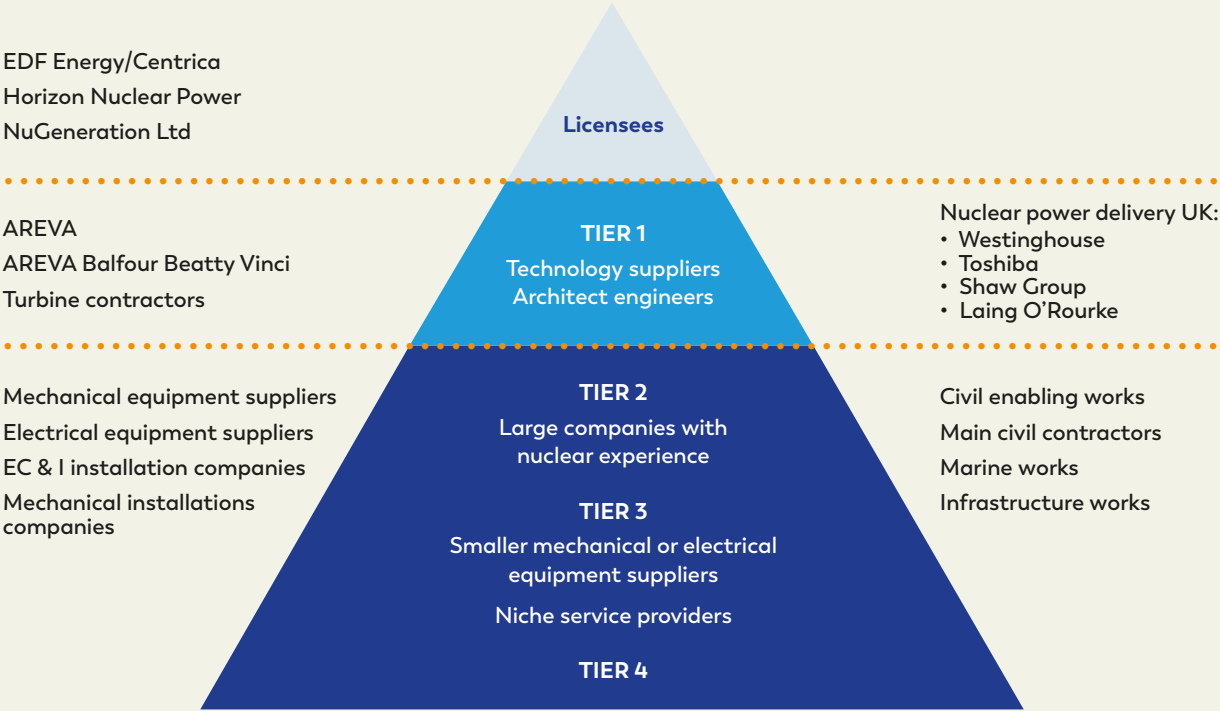 EDF Energy/Centrica
Horizon Nuclear Power
NuGeneration Ltd
Licensees
AREVA
AREVA Balfour Beatty Vinci
Turbine contractors
TIER 1
Technology suppliers
Architect engineers
Nuclear power delivery UK:
• Westinghouse
• Toshiba
• Shaw Group
• Laing O’Rourke
Mechanical equipment suppliers
Electrical equipment suppliers
EC & I installation companies
Mechanical installations
companies
TIER 2
Large companies with
nuclear experience
TIER 3
Smaller mechanical or electrical
equipment suppliers
Niche service providers
TIER 4
Civil enabling works
Main civil contractors
Marine works
Infrastructure works